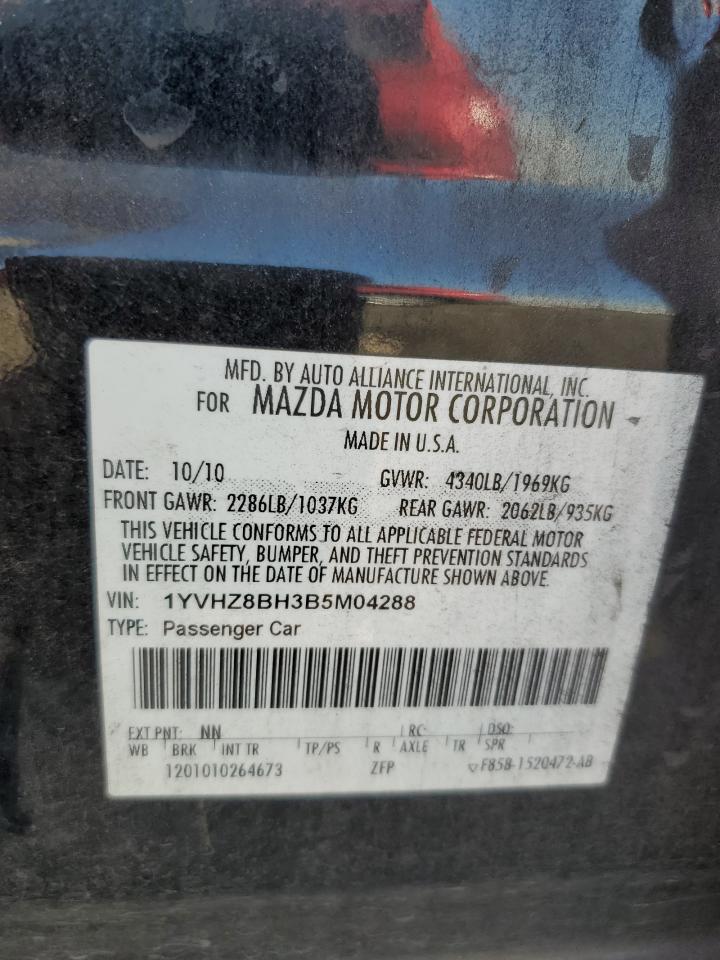 MFD. BY AUTO ALLIANCE INTERNATIONAL, INC.
FOR MAZDA MOTOR CORPORATION
MADE IN U.S.A.
DATE: 10/10 GVWR: 4340LB/1969KG
FRONT GAWR: 2286LB/1037KG REAR GAWR: 2062LB/935KG
THIS VEHICLE CONFORMS TO ALL APPLICABLE FEDERAL MOTOR
VEHICLE SAFETY, BUMPER, AND THEFT PREVENTION STANDARDS
IN EFFECT ON THE DATE OF MANUFACTURE SHOWN ABOVE.
VIN: 1YVHZ8BH3B5M04288
TYPE: Passenger Car
EXT PNT: NN RC: DSO:
WB BRK INT TR TP/PS R AXLE TR SPR
1201010264673 ZFP F858-1520472-AB